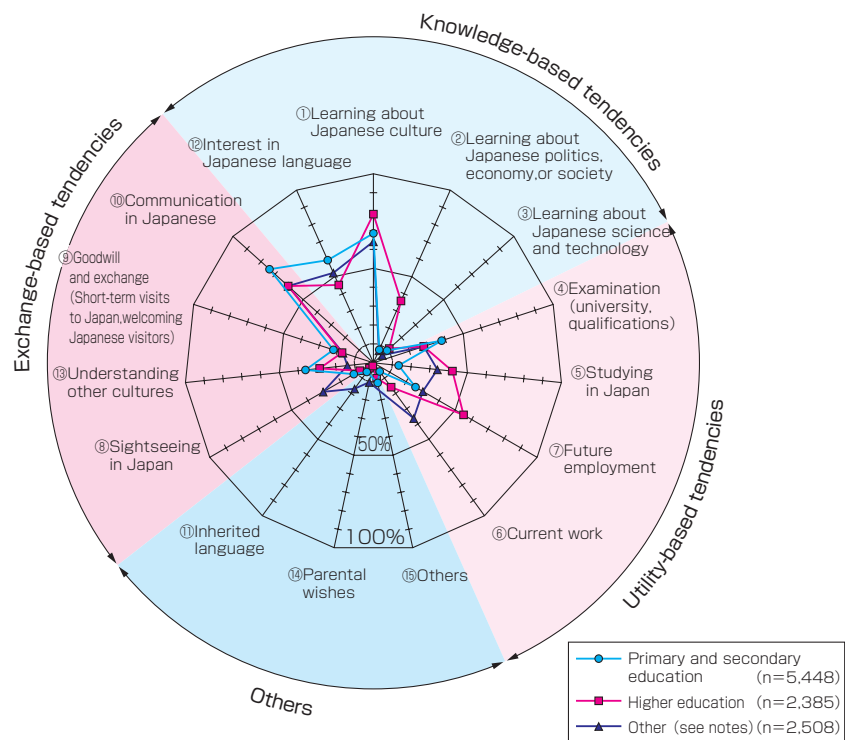 Knowledge-based tendencies
①Learning about
Japanese culture
②Learning about
Japanese politics,
economy,or society
③Learning about
Japanese science
and technology
④Examination
(university,
qualifications)
⑤Studying
in Japan
⑦Future
employment
⑥Current work
Utility-based tendencies
⑮Others
⑭Parental
wishes
⑪Inherited
language
Others
⑧Sightseeing
in Japan
⑬Understanding
other cultures
⑨Goodwill
and exchange
(Short-term visits
to Japan,welcoming
Japanese visitors)
⑩Communication
in Japanese
⑫Interest in
Japanese language
Exchange-based tendencies
50%
100%
Primary and secondary
education (n=5,448)
Higher education (n=2,385)
Other (see notes) (n=2,508)